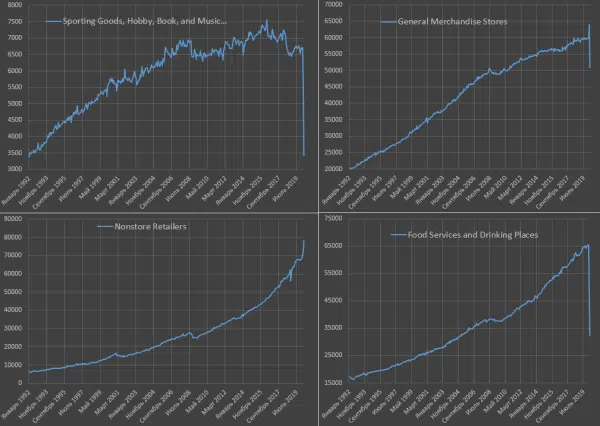 Sporting Goods, Hobby, Book, and Music...
8000
7500
7000
6500
6000
5500
5000
4500
4000
3500
3000
Январь 1992
Ноябрь 1993
Сентябрь 1995
Июль 1997
Май 1999
Март 2001
Январь 2003
Ноябрь 2004
Сентябрь 2006
Июль 2008
Май 2010
Март 2012
Январь 2014
Ноябрь 2015
Сентябрь 2017
Июль 2019
General Merchandise Stores
70000
65000
60000
55000
50000
45000
40000
35000
30000
25000
20000
Январь 1992
Ноябрь 1993
Сентябрь 1995
Июль 1997
Май 1999
Март 2001
Январь 2003
Ноябрь 2004
Сентябрь 2006
Июль 2008
Май 2010
Март 2012
Январь 2014
Ноябрь 2015
Сентябрь 2017
Июль 2019
Nonstore Retailers
90000
80000
70000
60000
50000
40000
30000
20000
10000
0
Январь 1992
Ноябрь 1993
Сентябрь 1995
Июль 1997
Май 1999
Март 2001
Январь 2003
Ноябрь 2004
Сентябрь 2006
Июль 2008
Май 2010
Март 2012
Январь 2014
Ноябрь 2015
Сентябрь 2017
Июль 2019
Food Services and Drinking Places
75000
65000
55000
45000
35000
25000
15000
Январь 1992
Ноябрь 1993
Сентябрь 1995
Июль 1997
Май 1999
Март 2001
Январь 2003
Ноябрь 2004
Сентябрь 2006
Июль 2008
Май 2010
Март 2012
Январь 2014
Ноябрь 2015
Сентябрь 2017
Июль 2019